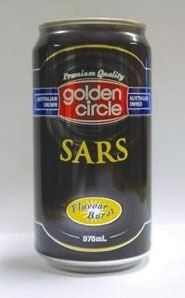 Premium Quality
golden
circle
AUSTRALIAN
GROWN
AUSTRALIAN
OWNED
SARS
Flavour
Burst
375mL